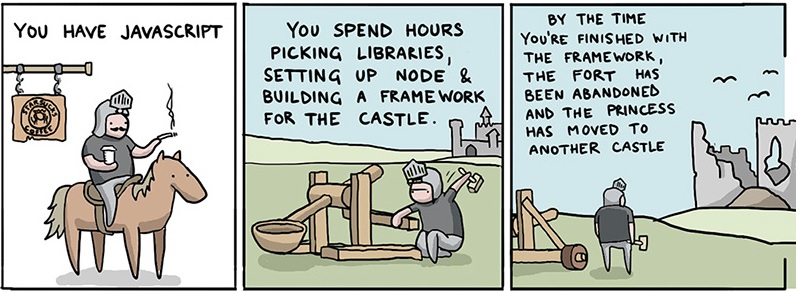 YOU HAVE JAVASCRIPT
STARBUCKS
COFFEE
YOU SPEND HOURS
PICKING LIBRARIES,
SETTING UP NODE &
BUILDING A FRAMEWORK
FOR THE CASTLE.
BY THE TIME
YOU'RE FINISHED WITH
THE FRAMEWORK,
THE FORT HAS
BEEN ABANDONED
AND THE PRINCESS
HAS MOVED TO
ANOTHER CASTLE